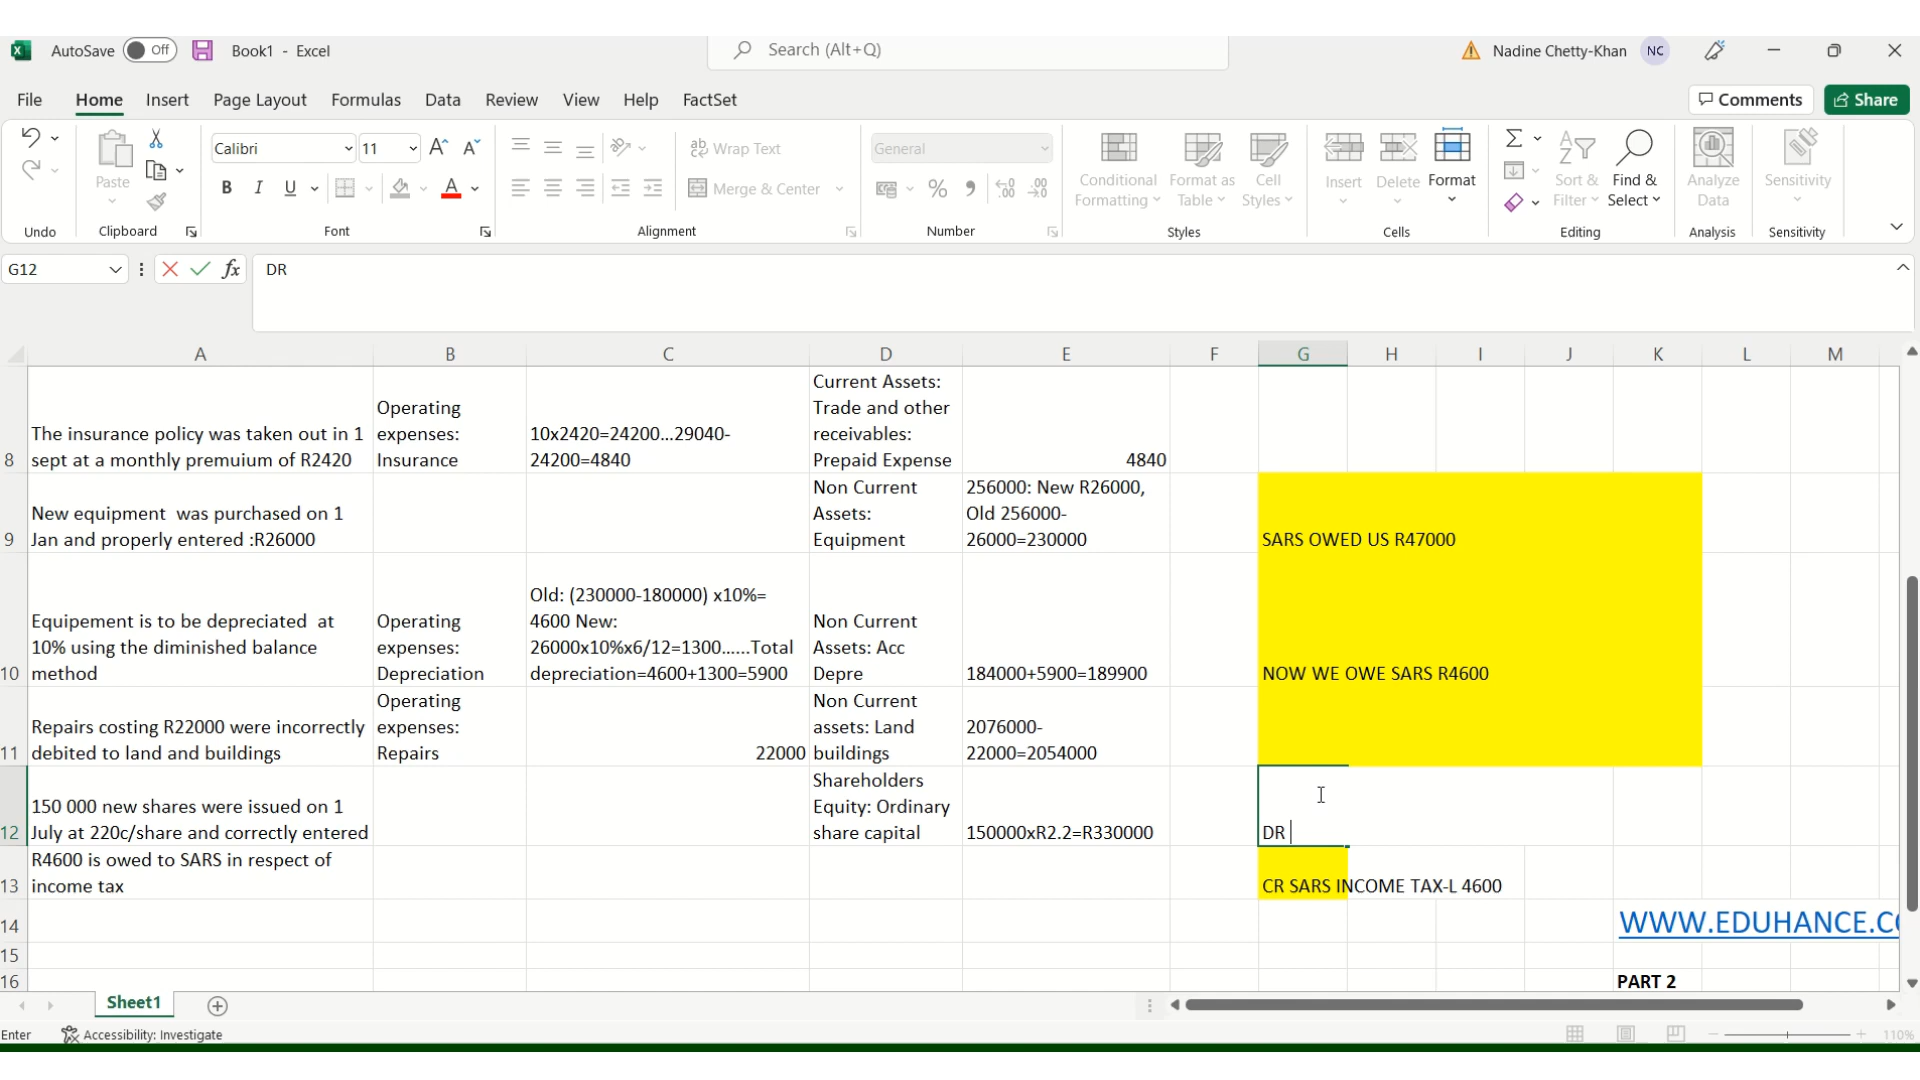 AutoSave Off Book1 - Excel
Search (Alt+Q)
Nadine Chetty-Khan NC
File Home Insert Page Layout Formulas Data Review View Help FactSet
Comments Share
Calibri 11
Wrap Text
General
Paste
B I U
Merge & Center
Conditional
Formatting
Format as
Table
Cell
Styles
Insert Delete Format
Sort &
Filter
Find &
Select
Analyze
Data
Sensitivity
Undo Clipboard Font Alignment Number Styles Cells Editing Analysis Sensitivity
G12 fx DR
A B C D E F G H I J K L M
8
The insurance policy was taken out in 1
sept at a monthly premuium of R2420
Operating
expenses:
Insurance
10x2420=24200...29040-
24200=4840
Current Assets:
Trade and other
receivables:
Prepaid Expense
4840
9
New equipment was purchased on 1
Jan and properly entered :R26000
Non Current
Assets:
Equipment
256000: New R26000,
Old 256000-
26000=230000
SARS OWED US R47000
10
Equipement is to be depreciated at
10% using the diminished balance
method
Operating
expenses:
Depreciation
Old: (230000-180000) x10%=
4600 New:
26000x10%x6/12=1300......Total
depreciation=4600+1300=5900
Non Current
Assets: Acc
Depre
184000+5900=189900
NOW WE OWE SARS R4600
11
Repairs costing R22000 were incorrectly
debited to land and buildings
Operating
expenses:
Repairs
22000
Non Current
assets: Land
buildings
2076000-
22000=2054000
12
150 000 new shares were issued on 1
July at 220c/share and correctly entered
Shareholders
Equity: Ordinary
share capital
150000xR2.2=R330000
DR
13
R4600 is owed to SARS in respect of
income tax
CR SARS INCOME TAX-L 4600
14
WWW.EDUHANCE.CO
15
16
PART 2
Sheet1
Enter Accessibility: Investigate
110%